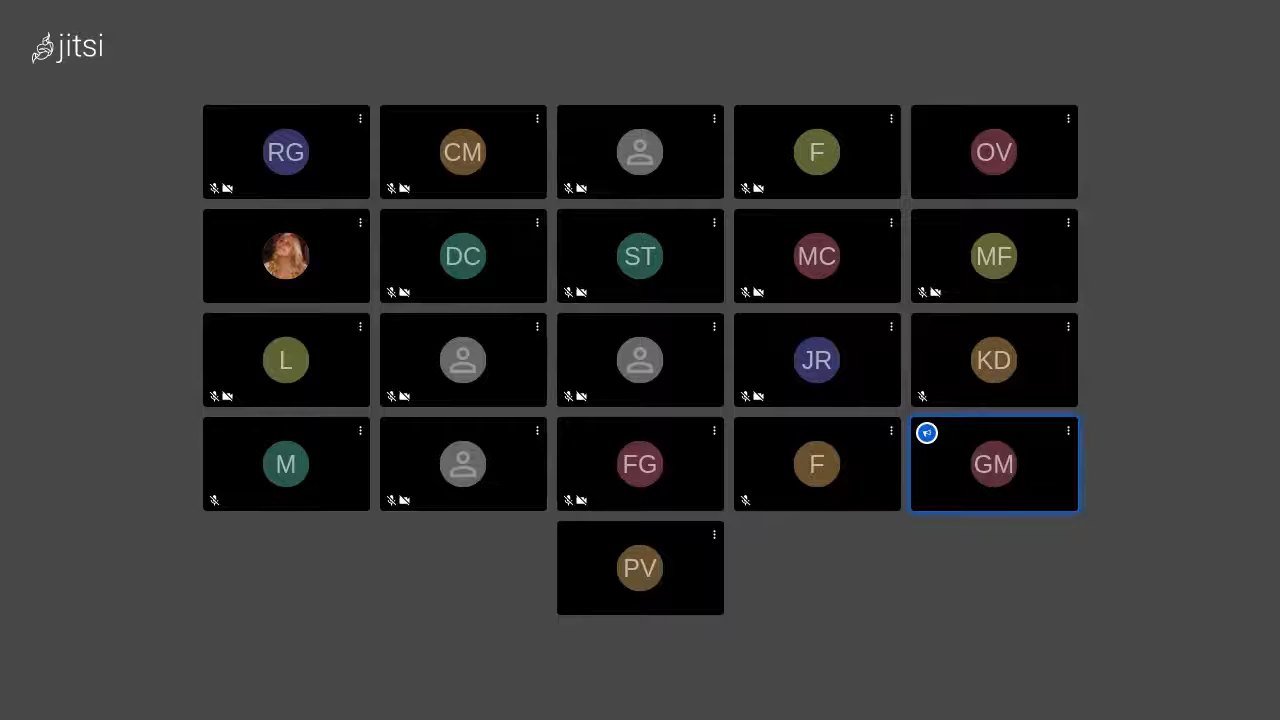 jitsi
RG CM F OV
DC ST MC MF
L JR KD
M FG F GM
PV